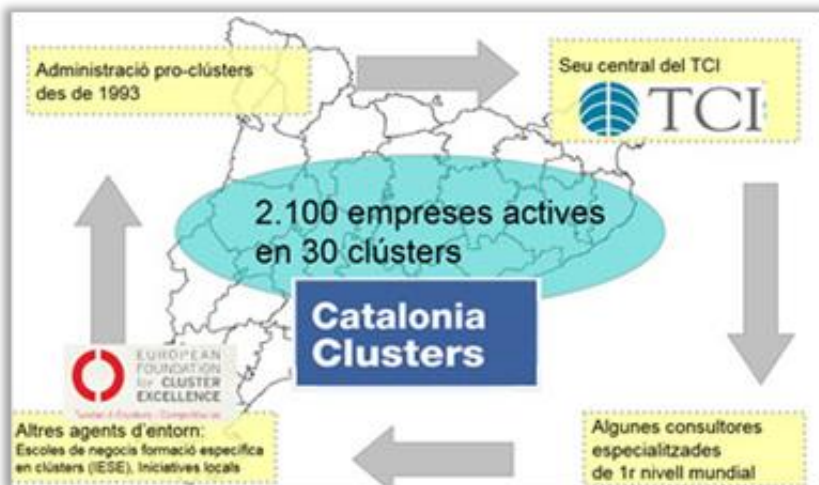 Administració pro-clústers
des de 1993
Seu central del TCI
TCI
2.100 empreses actives
en 30 clústers
Catalonia
Clusters
EUROPEAN
FOUNDATION
for CLUSTER
EXCELLENCE
Altres agents d'entorn:
Escoles de negocis formació específica
en clústers (IESE), Iniciatives locals
Algunes consultores
especialitzades
de 1r nivell mundial